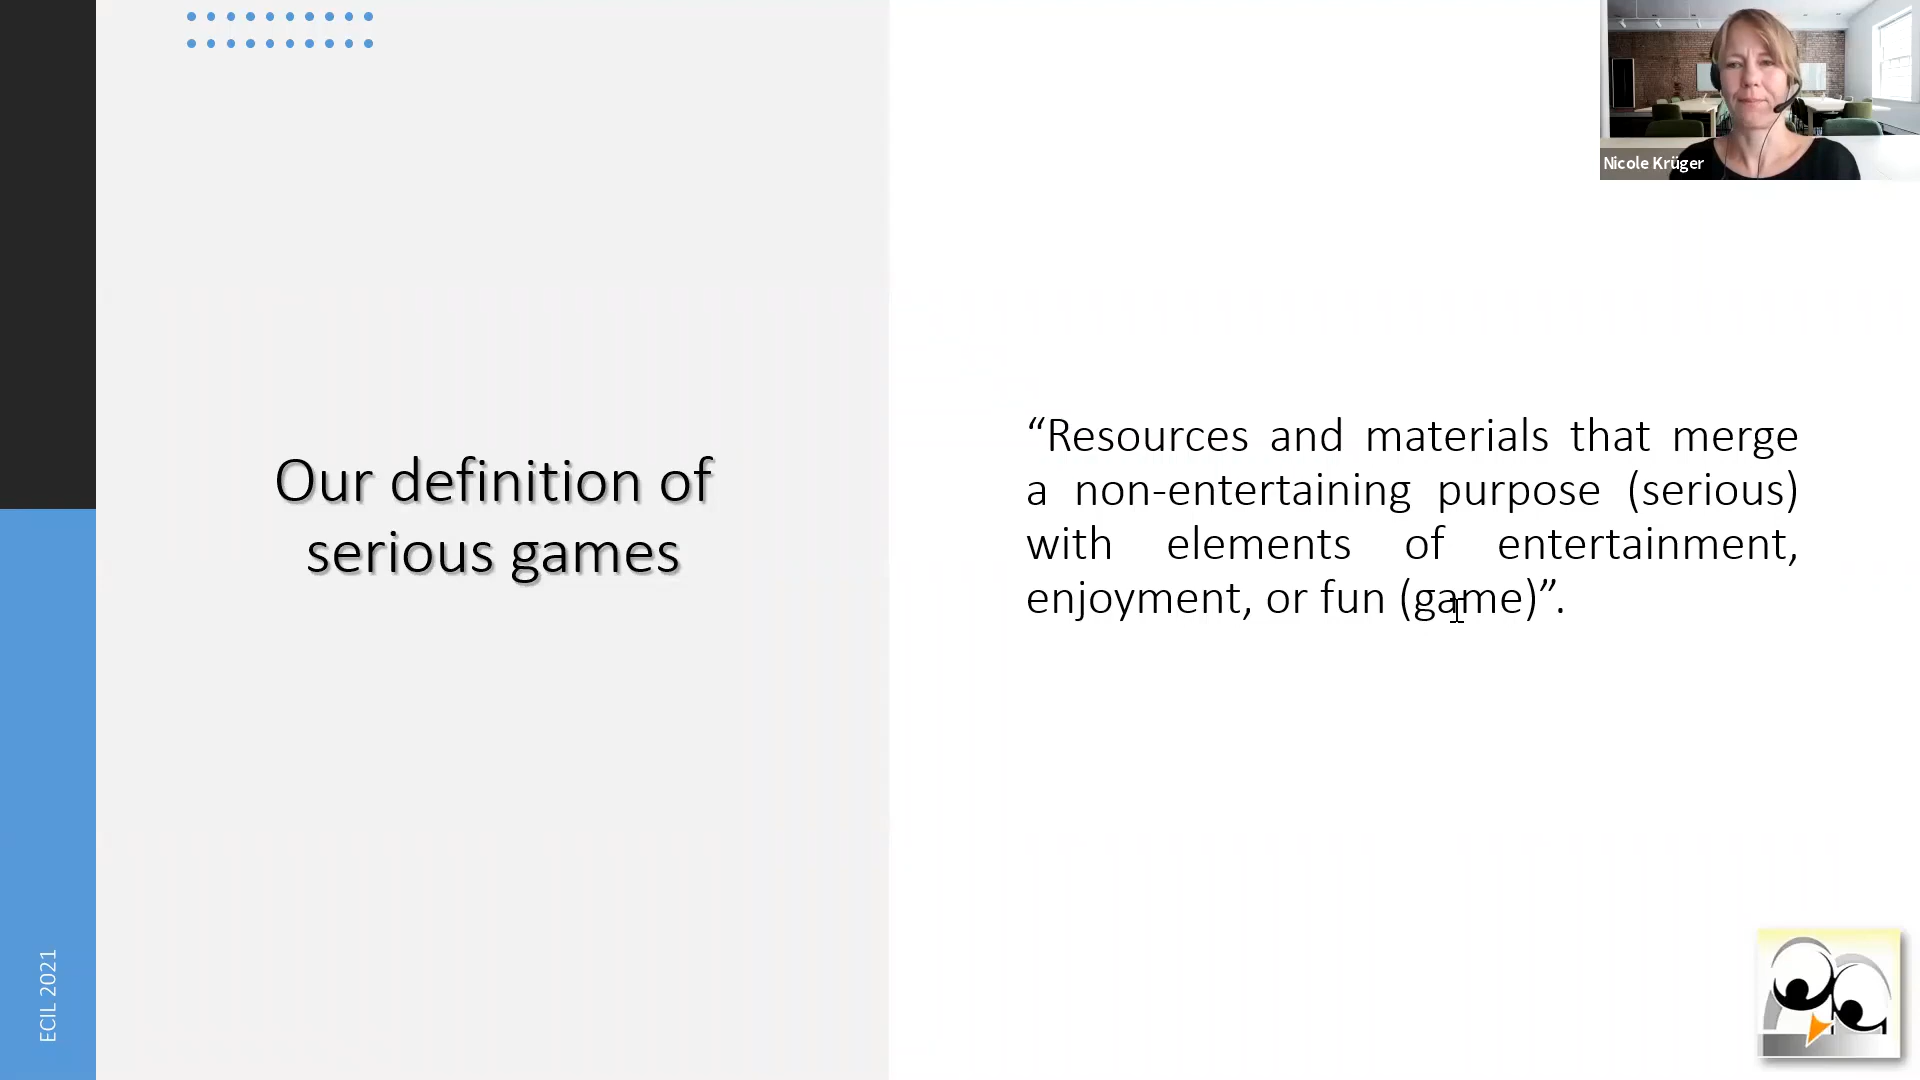 Nicole Krüger
Our definition of
serious games
“Resources and materials that merge
a non-entertaining purpose (serious)
with elements of entertainment,
enjoyment, or fun (game)”.
ECIL 2021